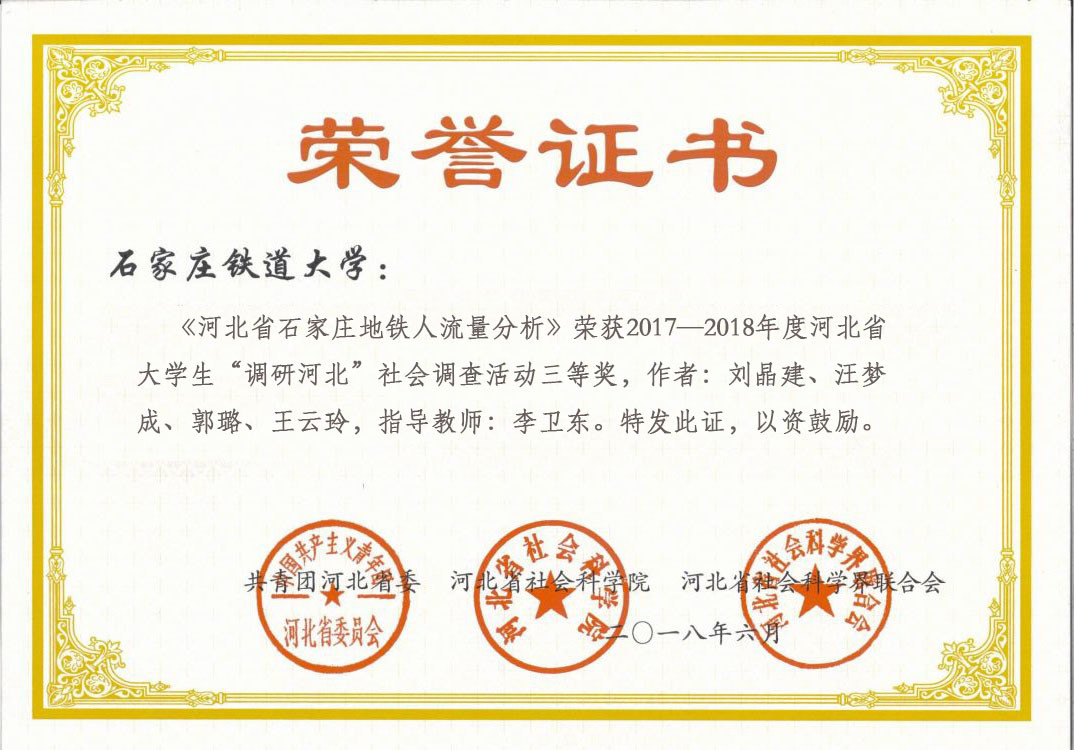 荣誉证书
石家庄铁道大学：
《河北省石家庄地铁人流量分析》荣获2017—2018年度河北省
大学生“调研河北”社会调查活动三等奖，作者：刘晶建、汪梦
成、郭璐、王云玲，指导教师：李卫东。特发此证，以资鼓励。
中国共产主义青年团
河北省委员会
河北省社会科学院
河北省社会科学界联合会
共青团河北省委 河北省社会科学院 河北省社会科学界联合会
二〇一八年六月